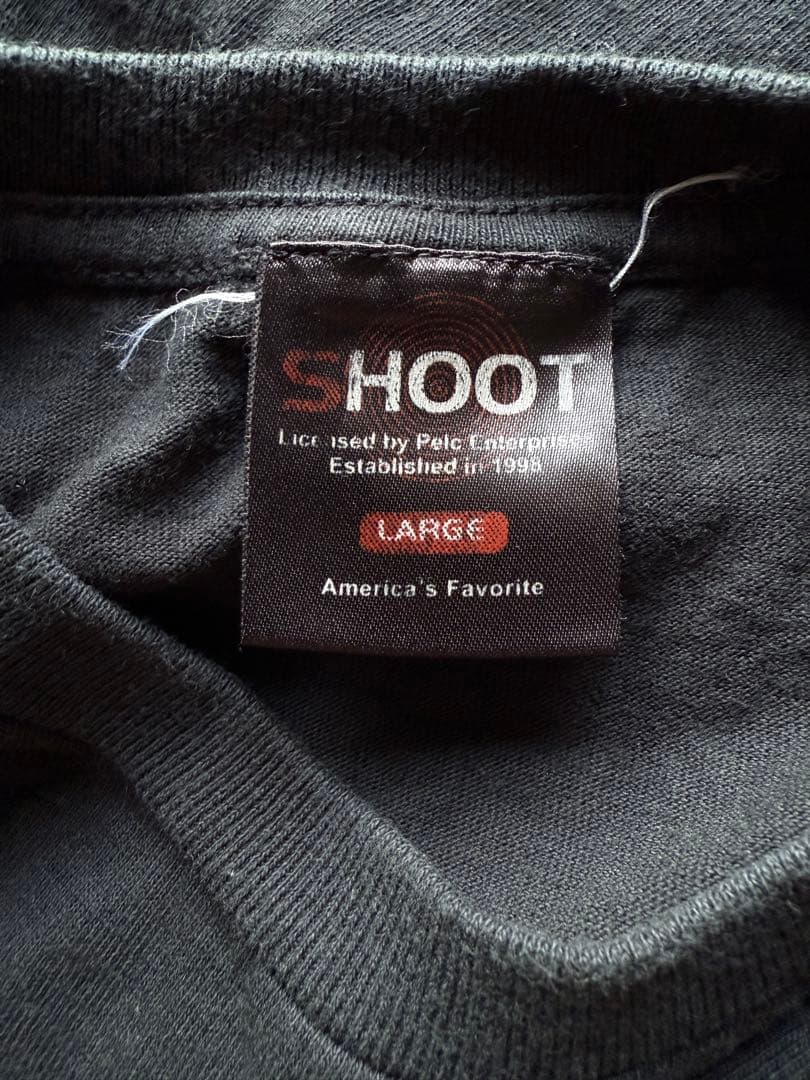 SHOOT
Licensed by Pelc Enterprises
Established in 1998
LARGE
America's Favorite